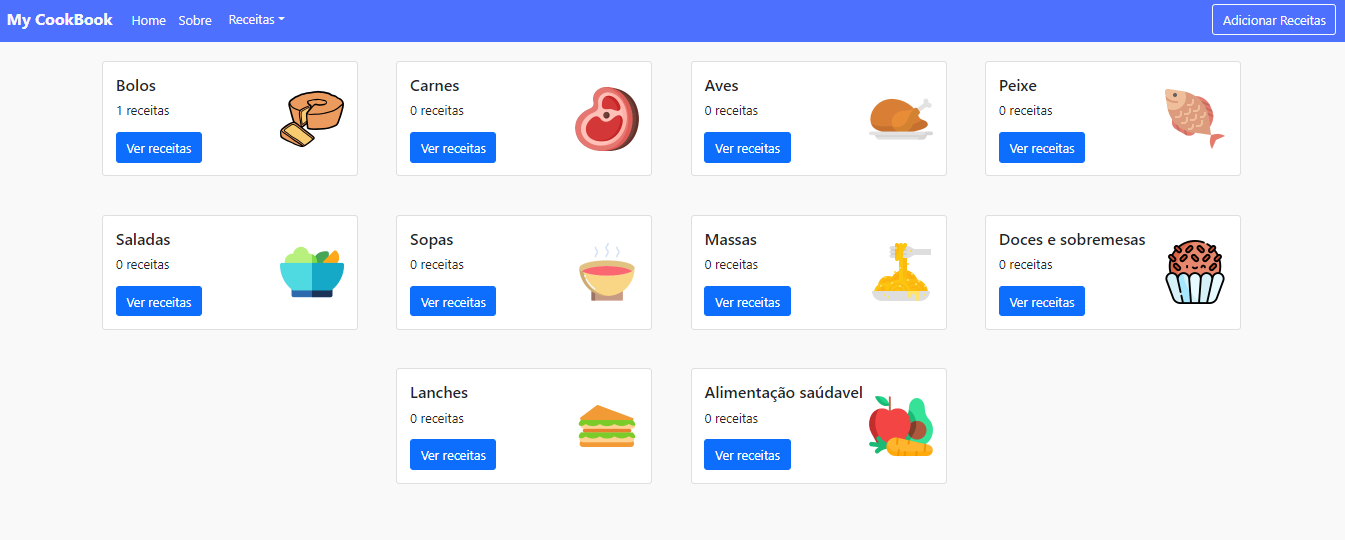 My CookBook Home Sobre Receitas Adicionar Receitas
Bolos
1 receitas
Ver receitas
Carnes
0 receitas
Ver receitas
Aves
0 receitas
Ver receitas
Peixe
0 receitas
Ver receitas
Saladas
0 receitas
Ver receitas
Sopas
0 receitas
Ver receitas
Massas
0 receitas
Ver receitas
Doces e sobremesas
0 receitas
Ver receitas
Lanches
0 receitas
Ver receitas
Alimentação saúdavel
0 receitas
Ver receitas